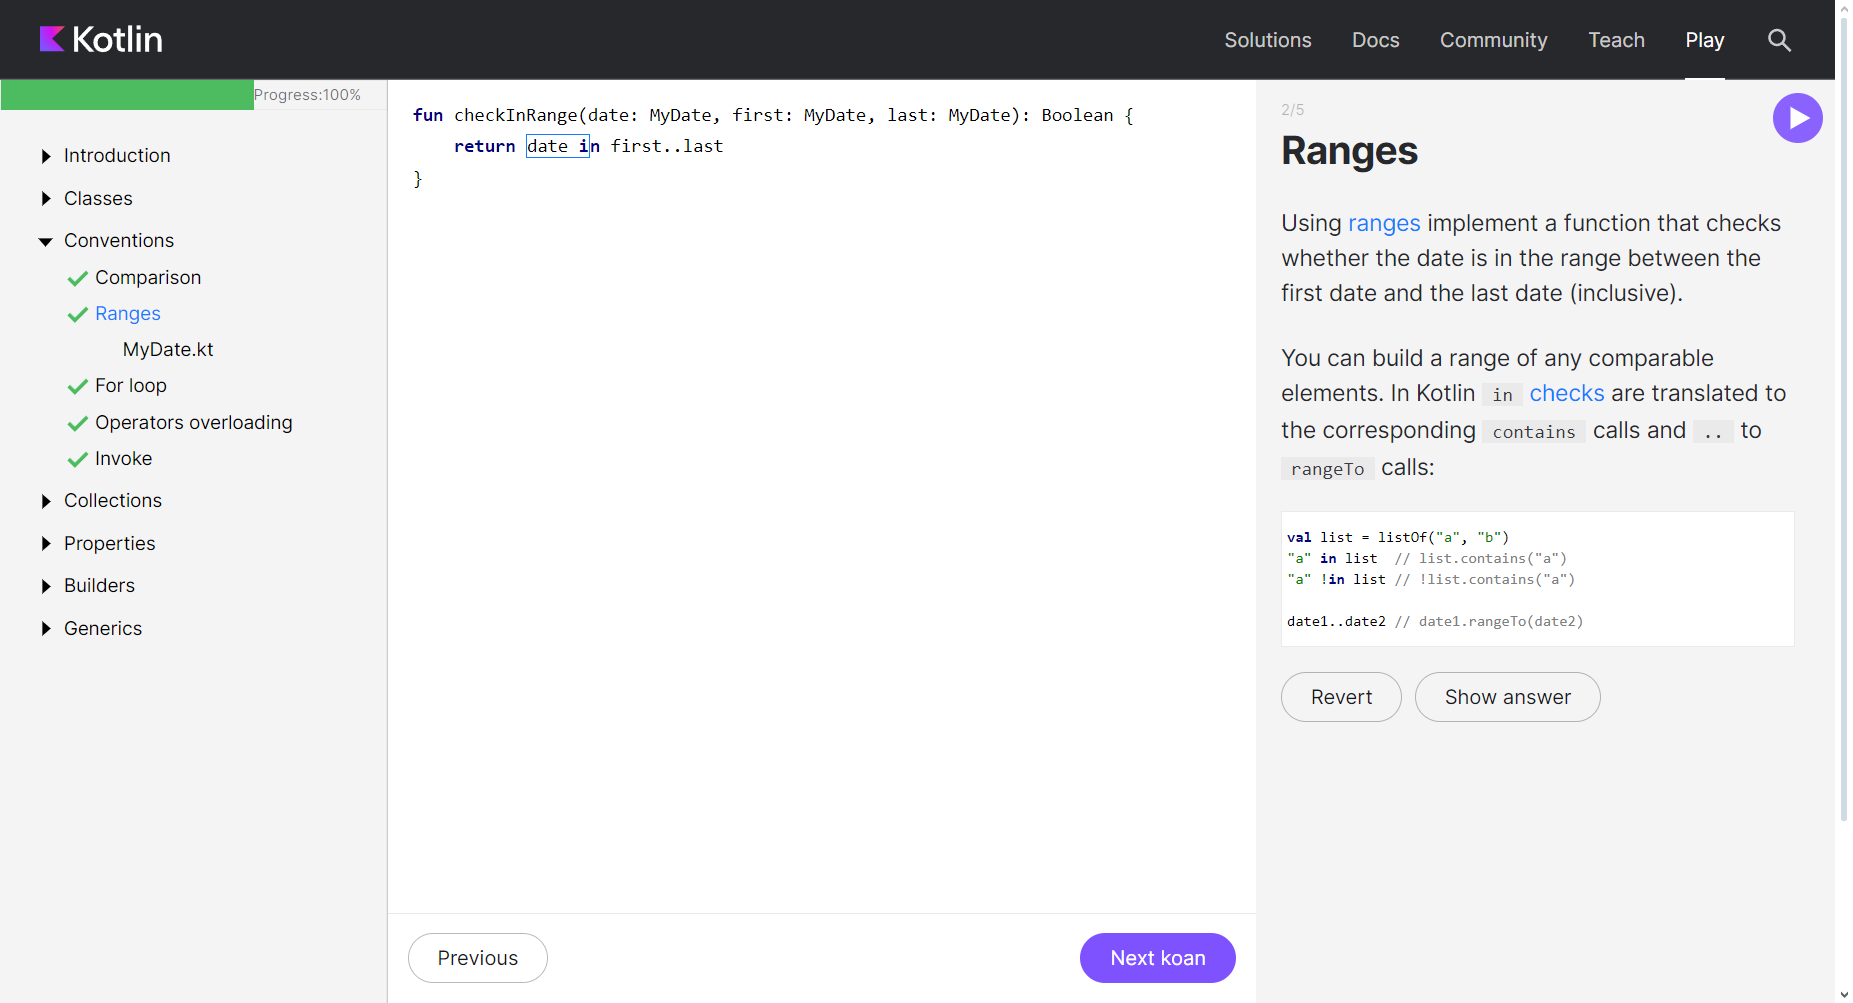 Kotlin
Solutions Docs Community Teach Play
Progress:100%
Introduction
Classes
Conventions
Comparison
Ranges
MyDate.kt
For loop
Operators overloading
Invoke
Collections
Properties
Builders
Generics
fun checkInRange(date: MyDate, first: MyDate, last: MyDate): Boolean {
    return date in first..last
}
Previous
Next koan
2/5
Ranges
Using ranges implement a function that checks
whether the date is in the range between the
first date and the last date (inclusive).
You can build a range of any comparable
elements. In Kotlin in checks are translated to
the corresponding contains calls and .. to
rangeTo calls:
val list = listOf("a", "b")
"a" in list  // list.contains("a")
"a" !in list // !list.contains("a")
date1..date2 // date1.rangeTo(date2)
Revert
Show answer